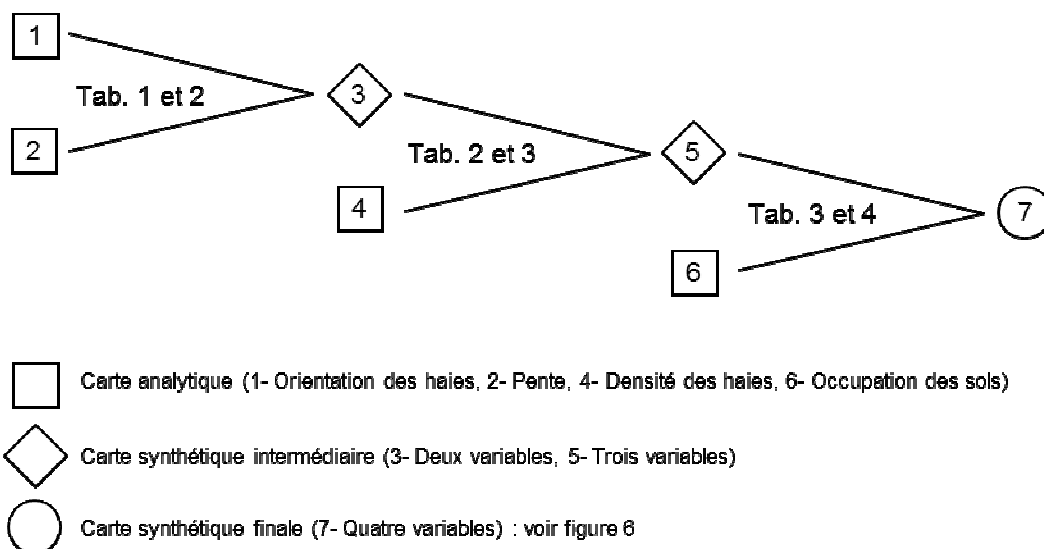 1
Tab. 1 et 2
2
3
Tab. 2 et 3
4
5
Tab. 3 et 4
6
7
Carte analytique (1- Orientation des haies, 2- Pente, 4- Densité des haies, 6- Occupation des sols)
Carte synthétique intermédiaire (3- Deux variables, 5- Trois variables)
Carte synthétique finale (7- Quatre variables) : voir figure 6